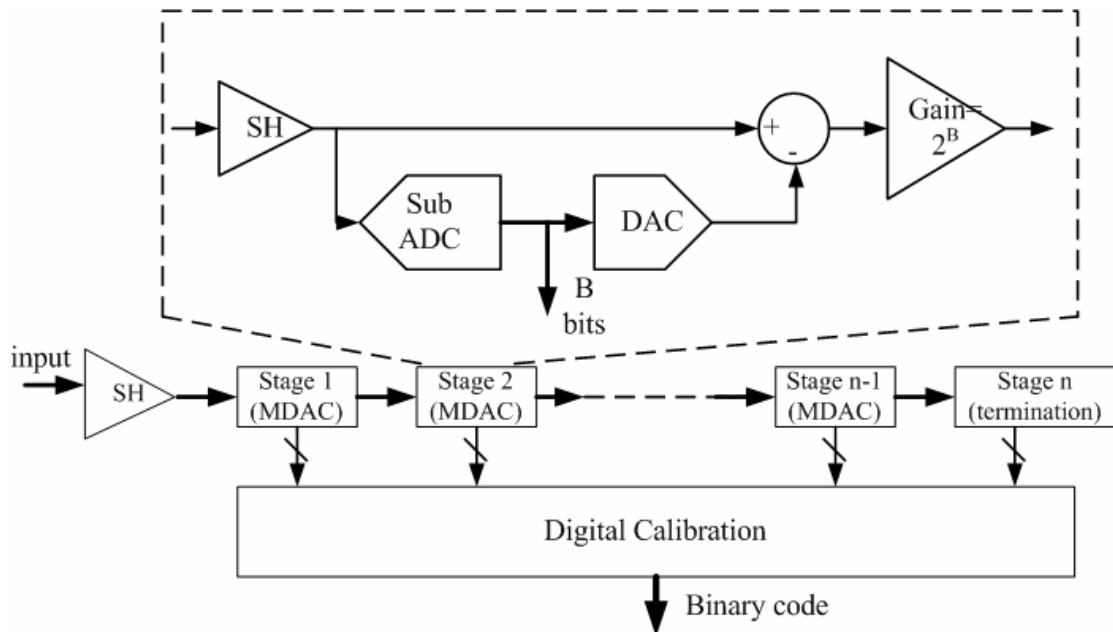 SH
+
-
Gain=
2^B
Sub
ADC
DAC
B
bits
input
SH
Stage 1
(MDAC)
Stage 2
(MDAC)
Stage n-1
(MDAC)
Stage n
(termination)
Digital Calibration
Binary code